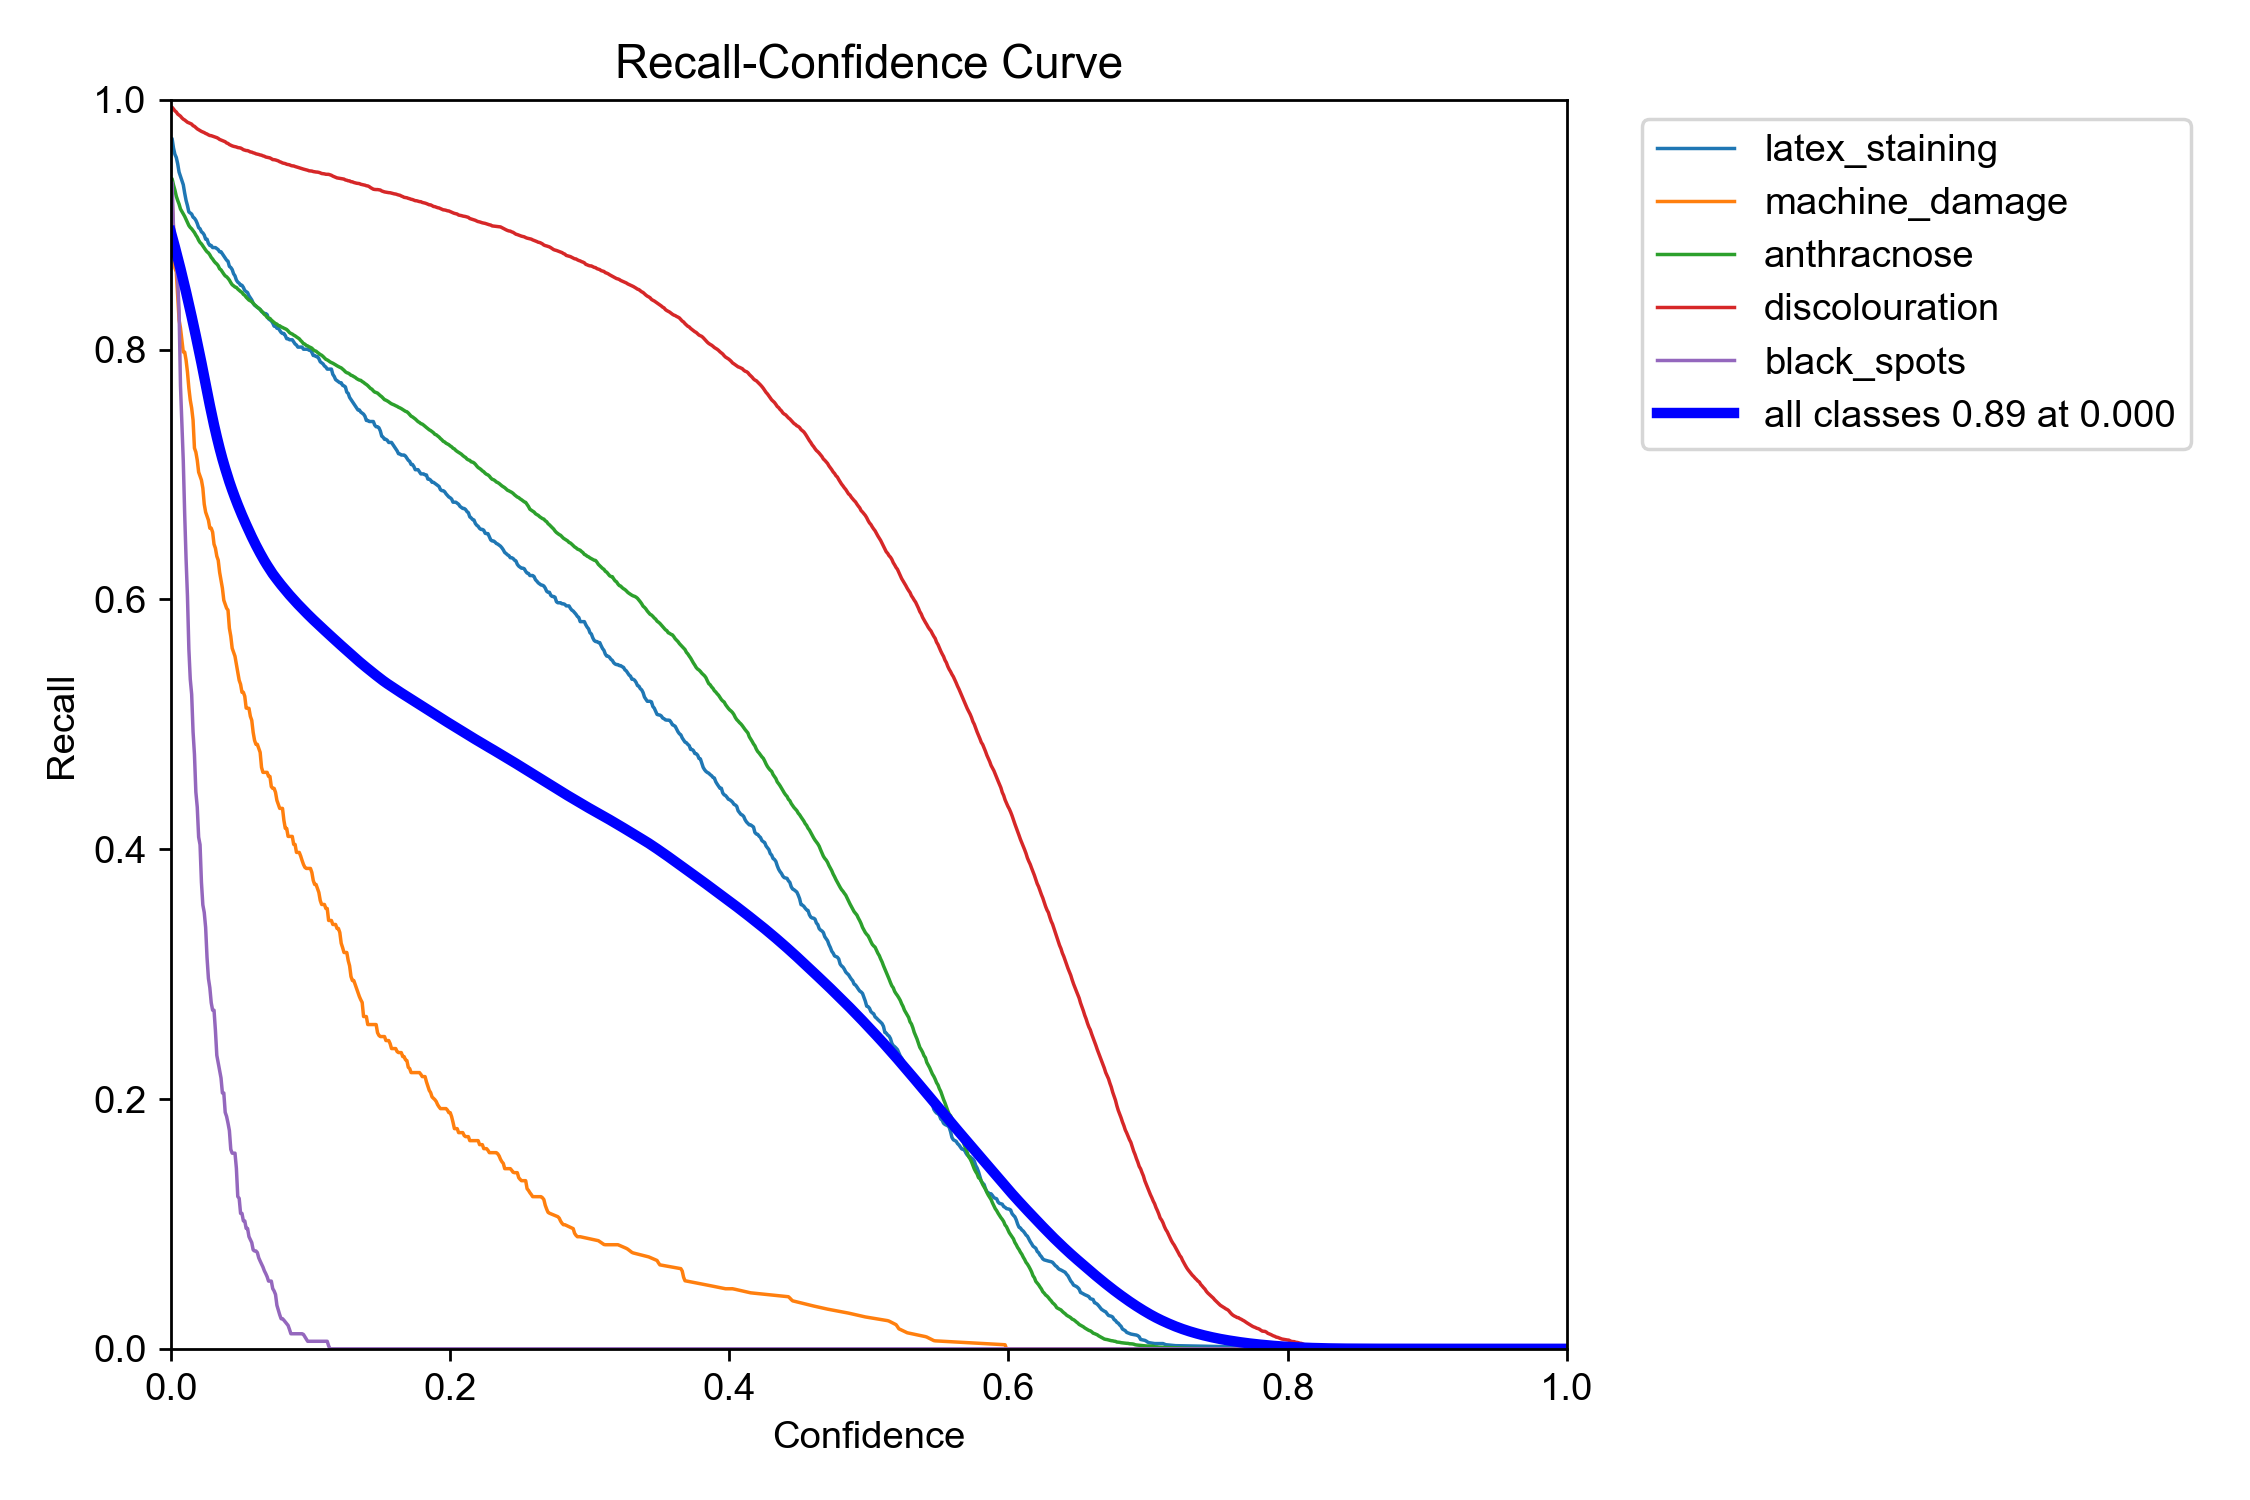 Recall-Confidence Curve
1.0
0.8
0.6
0.4
0.2
0.0
Recall
0.0 0.2 0.4 0.6 0.8 1.0
Confidence
latex_staining
machine_damage
anthracnose
discolouration
black_spots
all classes 0.89 at 0.000